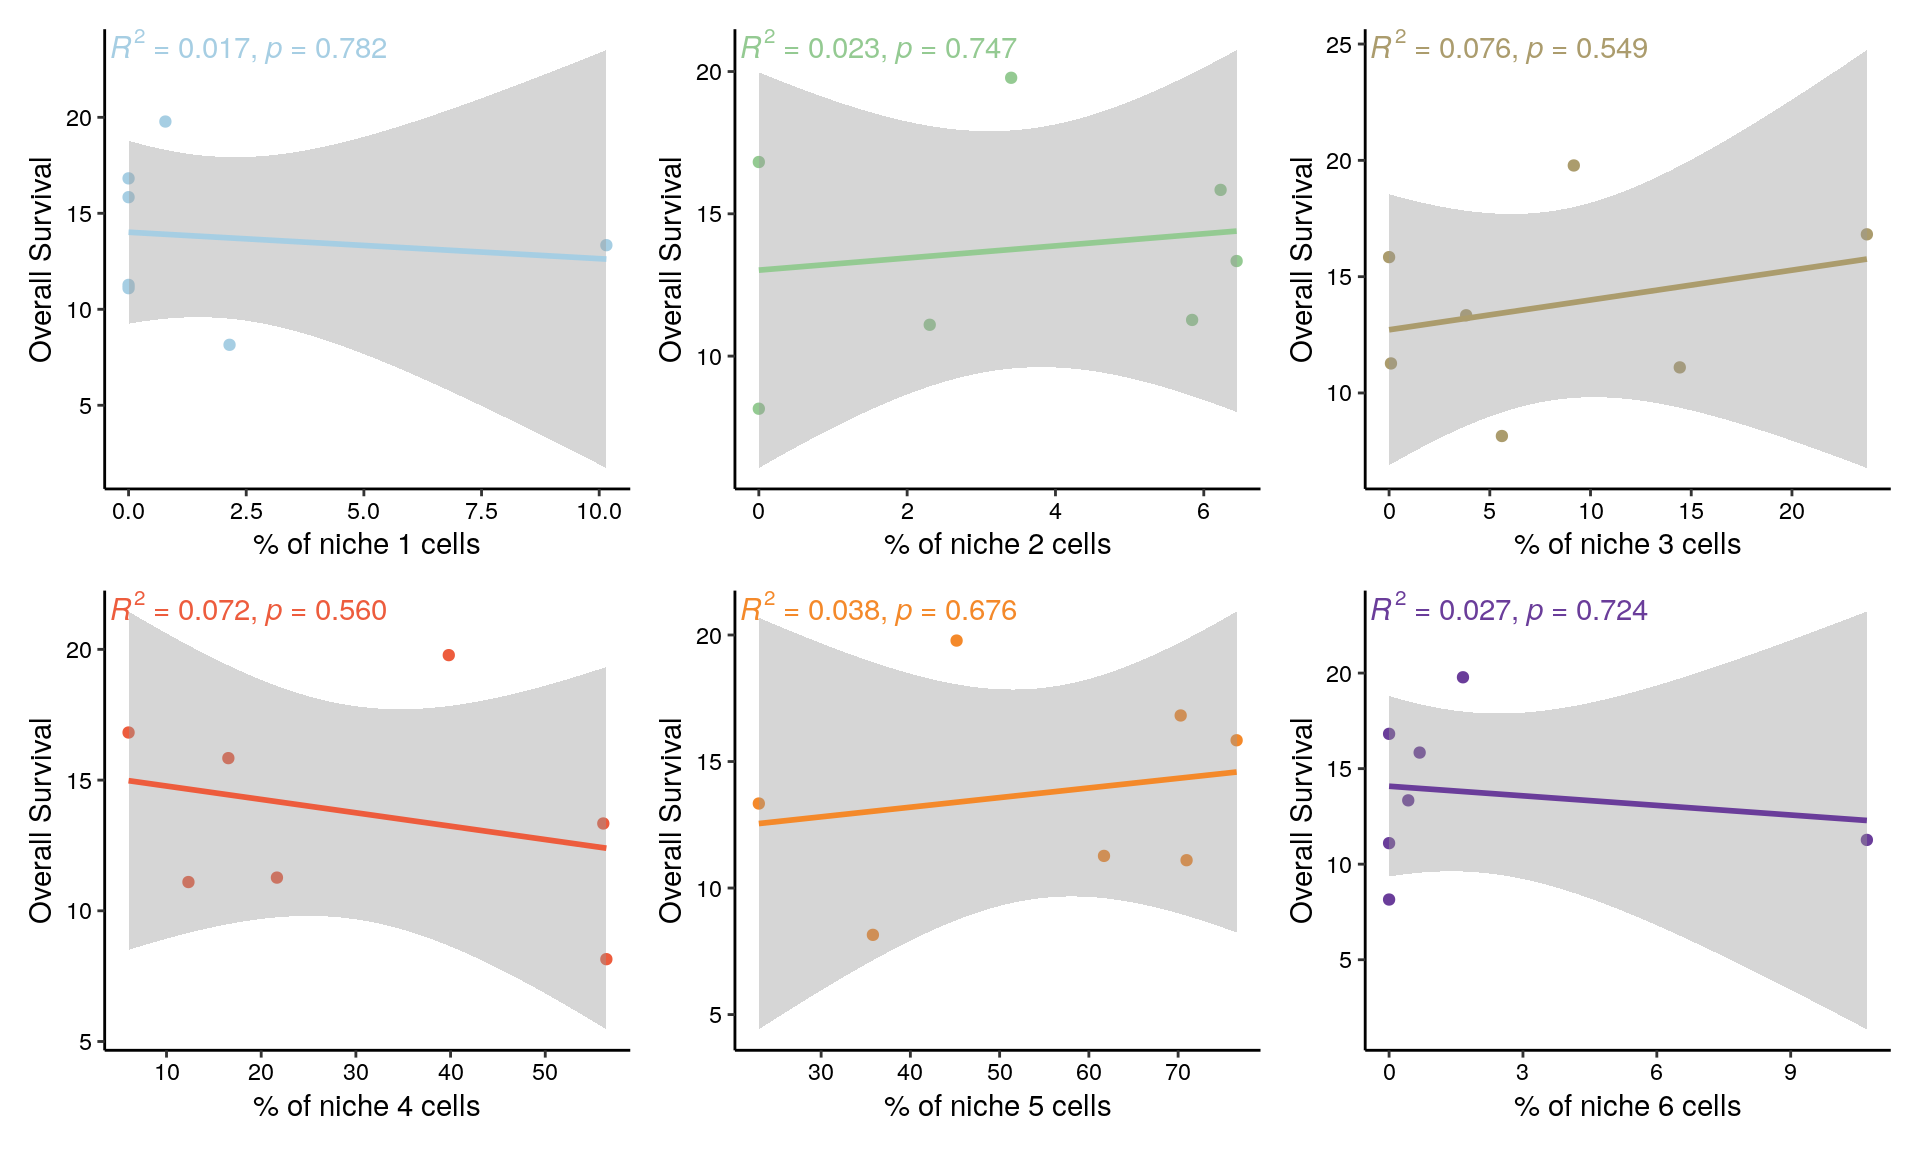 R² = 0.017, p = 0.782
Overall Survival
20
15
10
5
0.0 2.5 5.0 7.5 10.0
% of niche 1 cells
R² = 0.023, p = 0.747
Overall Survival
20
15
10
0 2 4 6
% of niche 2 cells
R² = 0.076, p = 0.549
Overall Survival
25
20
15
10
0 5 10 15 20
% of niche 3 cells
R² = 0.072, p = 0.560
Overall Survival
20
15
10
5
10 20 30 40 50
% of niche 4 cells
R² = 0.038, p = 0.676
Overall Survival
20
15
10
5
30 40 50 60 70
% of niche 5 cells
R² = 0.027, p = 0.724
Overall Survival
20
15
10
5
0 3 6 9
% of niche 6 cells